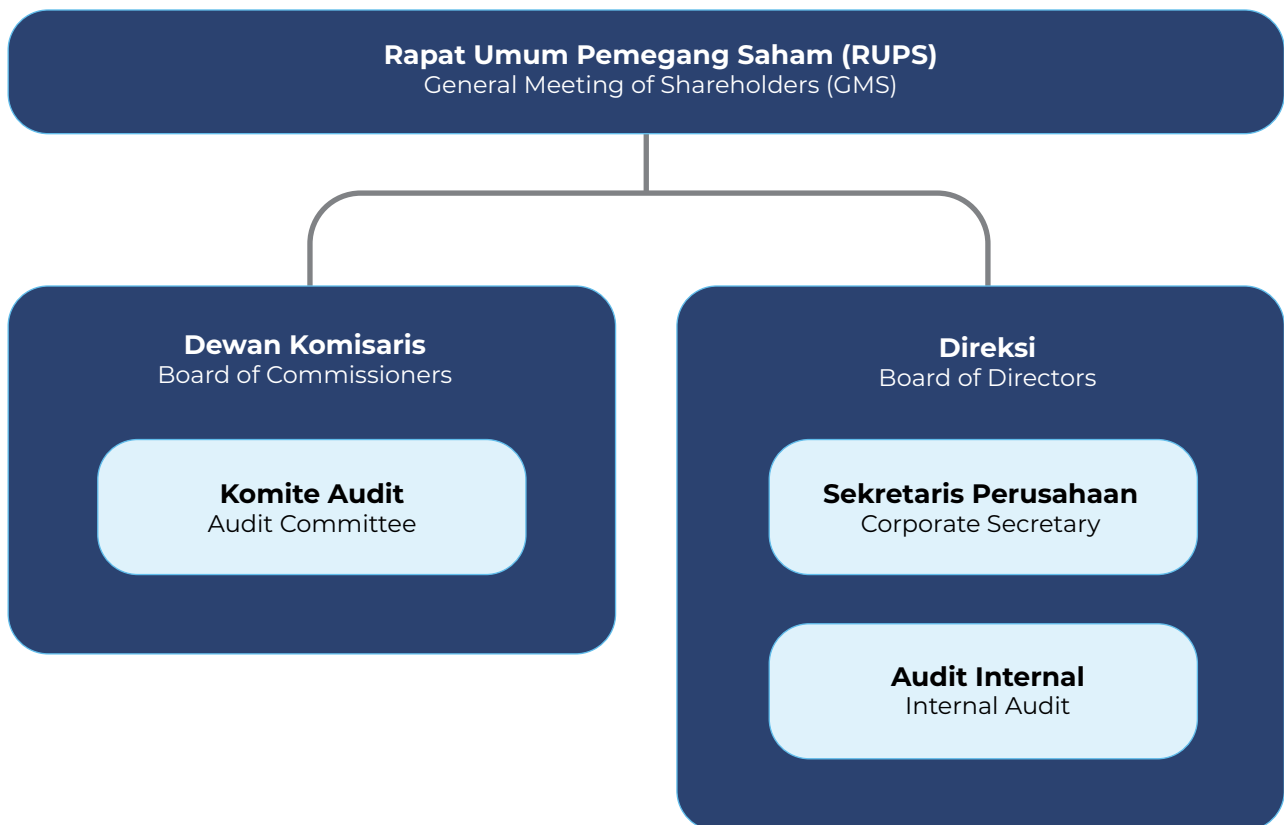 Rapat Umum Pemegang Saham (RUPS)
General Meeting of Shareholders (GMS)
Dewan Komisaris
Board of Commissioners
Komite Audit
Audit Committee
Direksi
Board of Directors
Sekretaris Perusahaan
Corporate Secretary
Audit Internal
Internal Audit